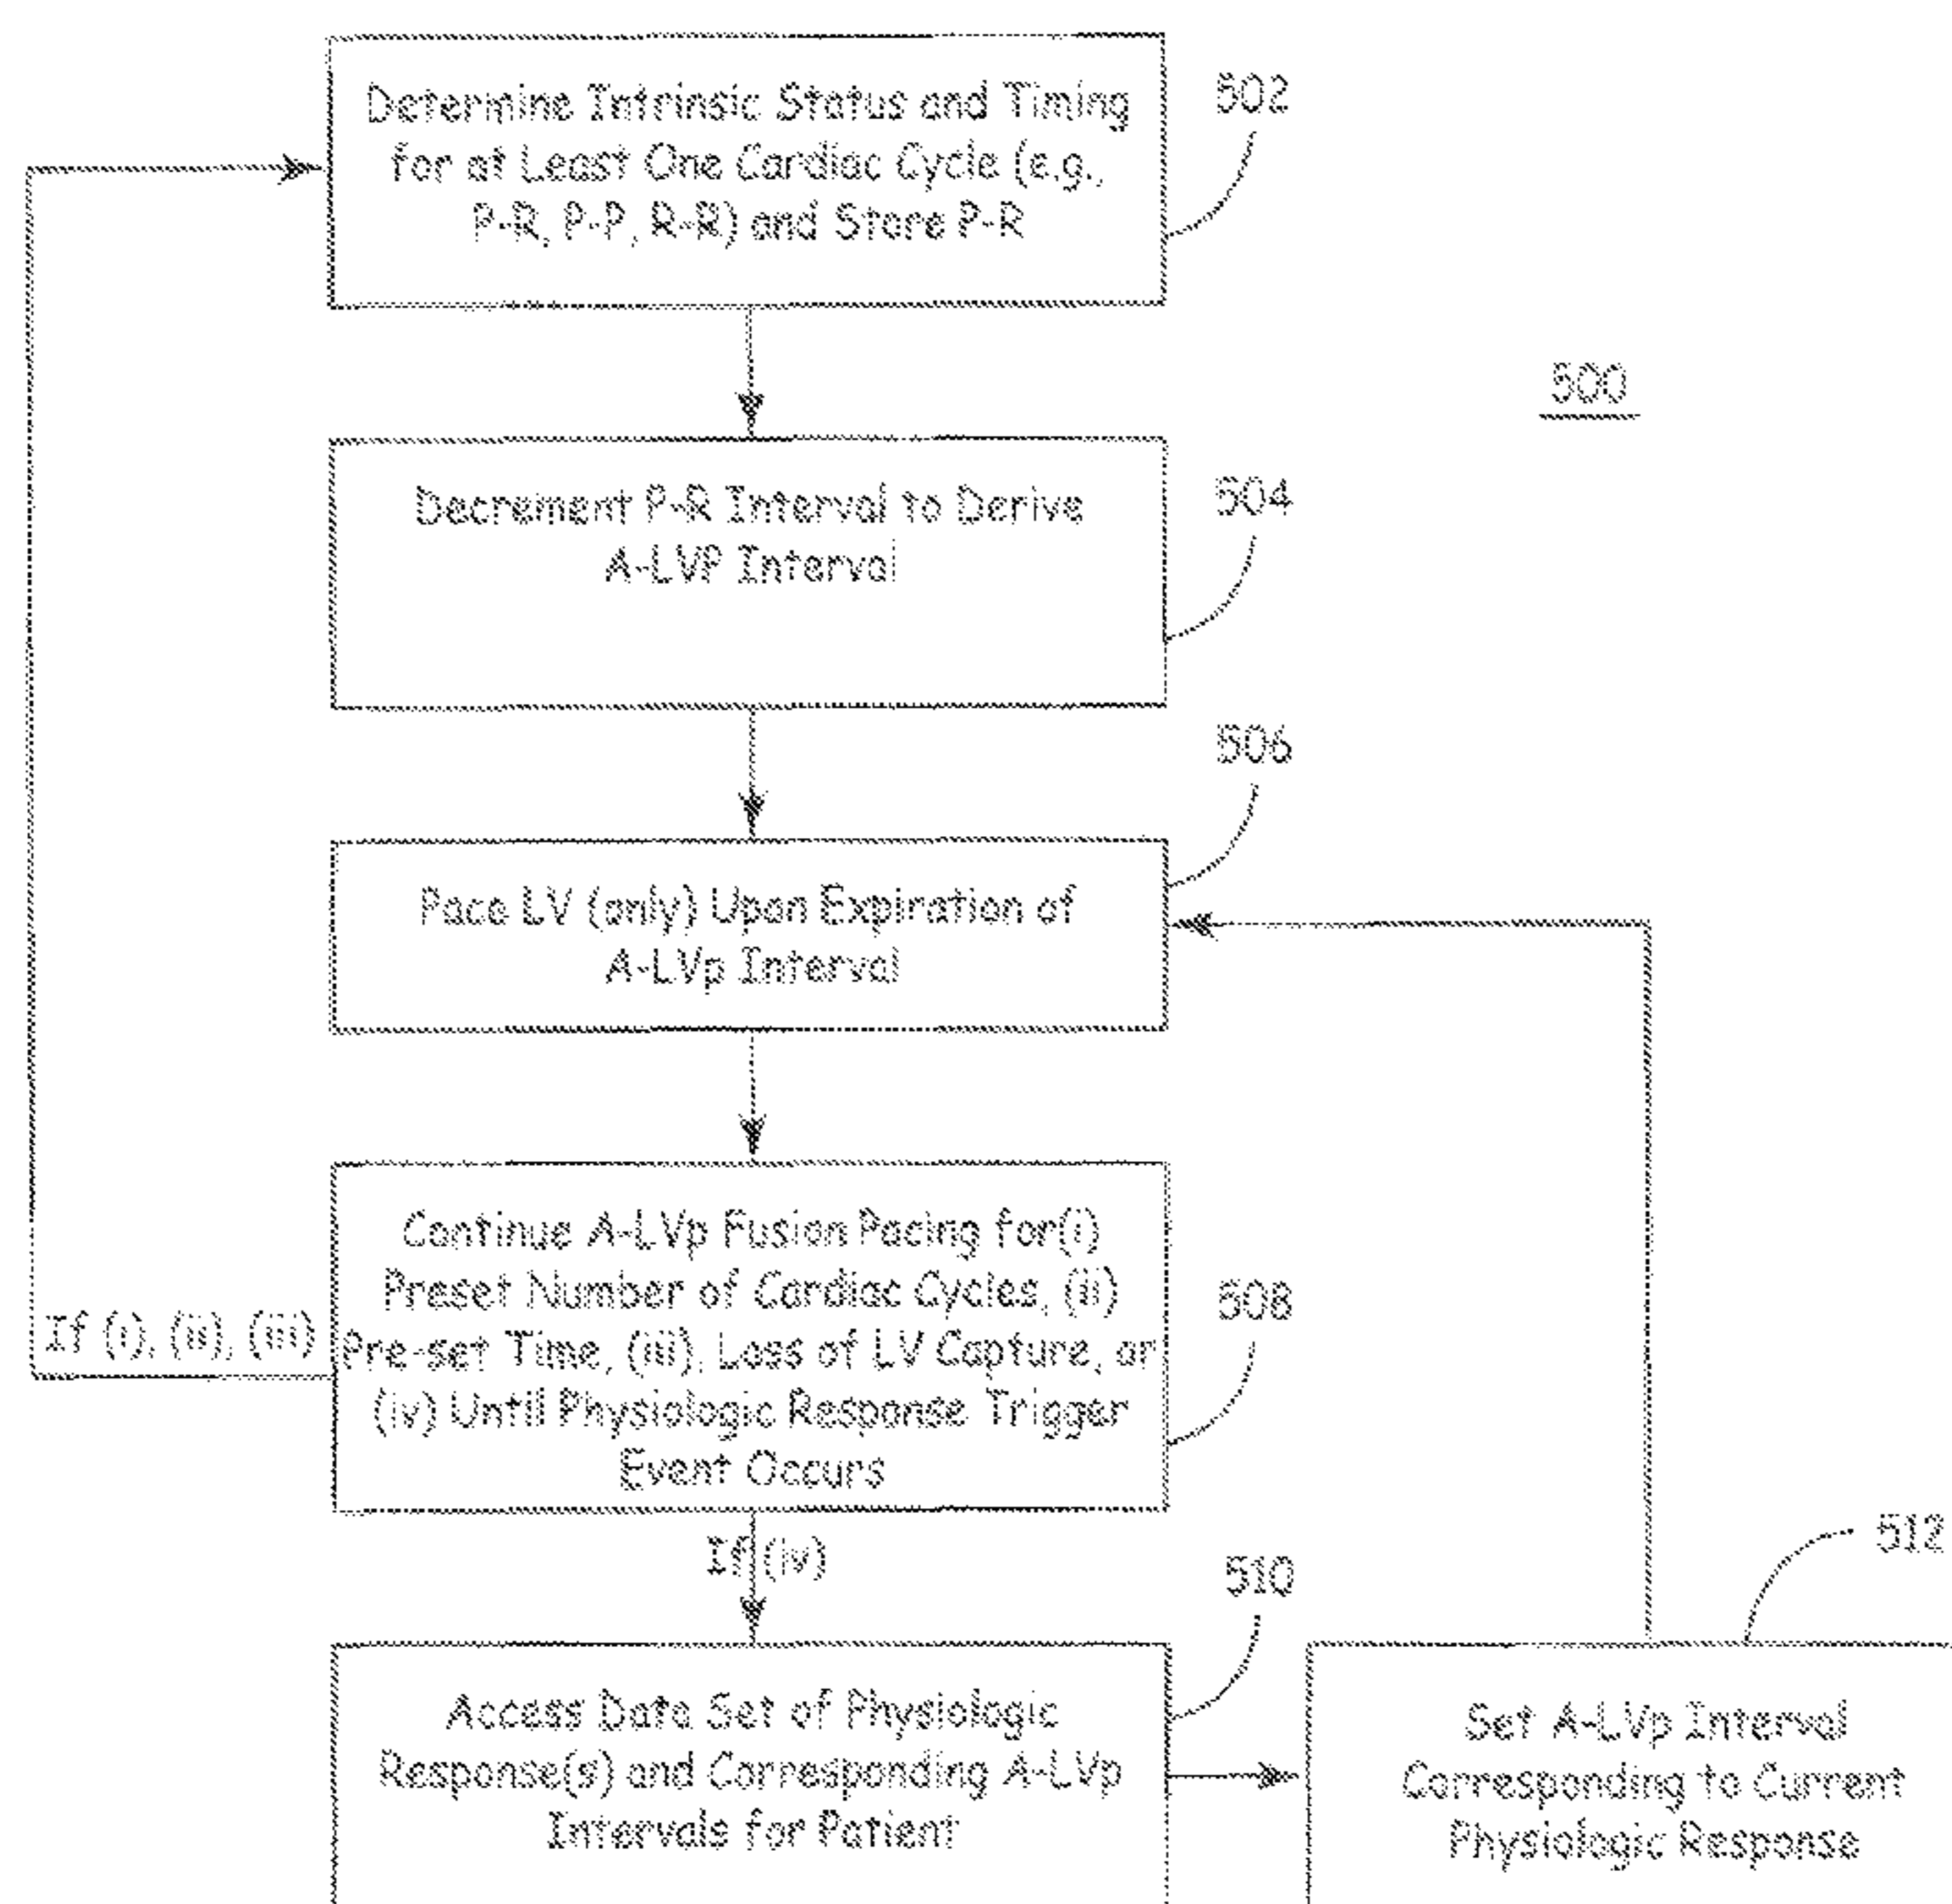 Determine Intrinsic Status and Timing
for at Least One Cardiac Cycle (e.g.,
P-R, P-P, R-R) and Store P-R
502
500
Decrement P-R Interval to Derive
A-LVP Interval
504
506
Pace LV (only) Upon Expiration of
A-LVp Interval
Continue A-LVp Fusion Pacing for(i)
Preset Number of Cardiac Cycles, (ii)
Pre-set Time, (iii), Loss of LV Capture, or
(iv) Until Physiologic Response Trigger
Event Occurs
508
If (i), (ii), (iii)
If (iv)
510
512
Access Data Set of Physiologic
Response(s) and Corresponding A-LVp
Intervals for Patient
Set A-LVp Interval
Corresponding to Current
Physiologic Response